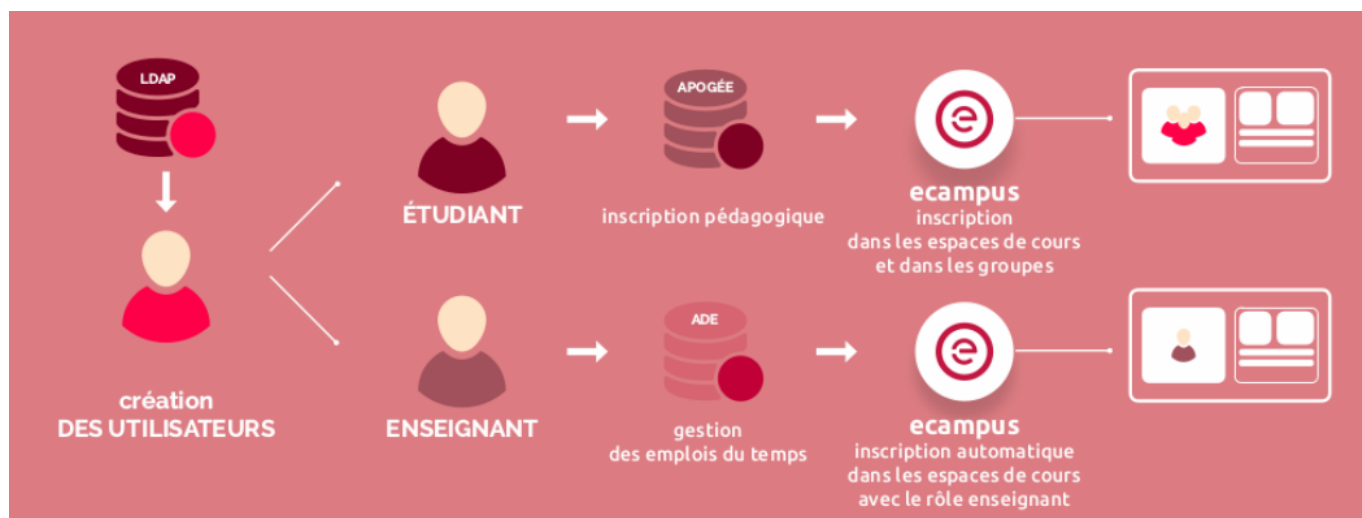 LDAP
création
DES UTILISATEURS
ÉTUDIANT
APOGÉE
inscription pédagogique
ecampus
inscription
dans les espaces de cours
et dans les groupes
ENSEIGNANT
ADE
gestion
des emplois du temps
ecampus
inscription automatique
dans les espaces de cours
avec le rôle enseignant